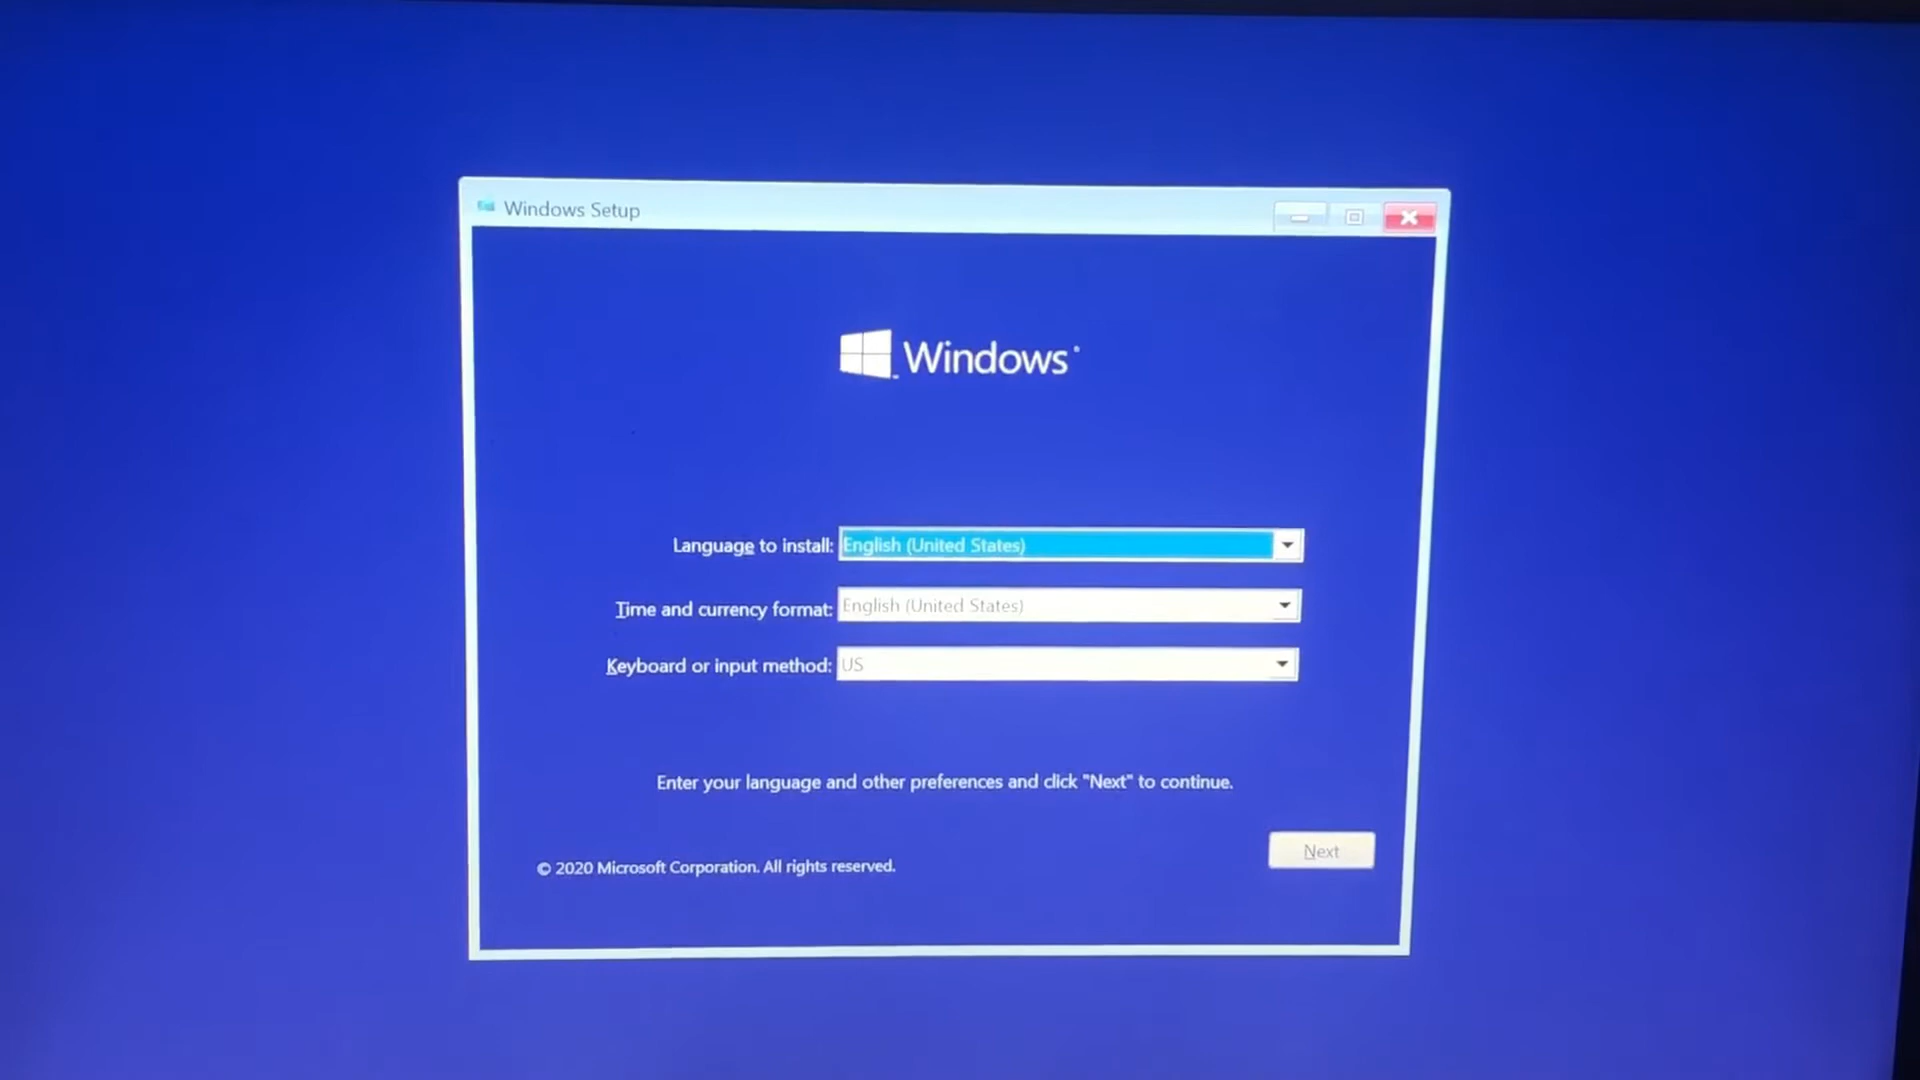 Windows Setup
Windows
Language to install: English (United States)
Time and currency format: English (United States)
Keyboard or input method: US
Enter your language and other preferences and click "Next" to continue.
Next
© 2020 Microsoft Corporation. All rights reserved.